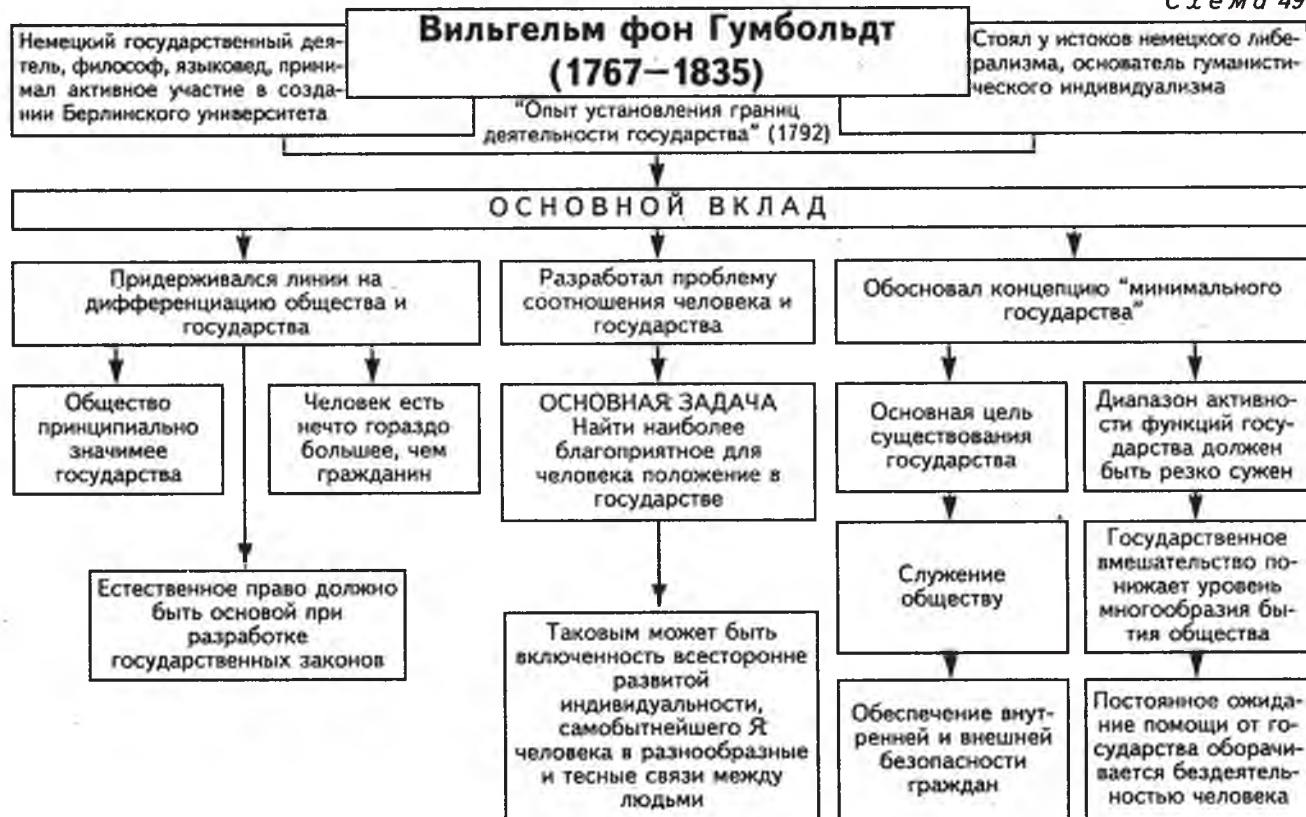 Схема 49
Вильгельм фон Гумбольдт
(1767—1835)
Немецкий государственный дея-
тель, философ, языковед, прини-
мал активное участие в созда-
нии Берлинского университета
"Опыт установления границ
деятельности государства" (1792)
Стоял у истоков немецкого либе-
рализма, основатель гуманисти-
ческого индивидуализма
ОСНОВНОЙ ВКЛАД
Придерживался линии на
дифференциацию общества и
государства
Общество
принципиально
значимее
государства
Человек есть
нечто гораздо
большее, чем
гражданин
Естественное право должно
быть основой при
разработке
государственных законов
Разработал проблему
соотношения человека и
государства
ОСНОВНАЯ ЗАДАЧА
Найти наиболее
благоприятное для
человека положение в
государстве
Таковым может быть
включенность всесторонне
развитой
индивидуальности,
самобытнейшего Я
человека в разнообразные
и тесные связи между
людьми
Обосновал концепцию "минимального
государства"
Основная цель
существования
государства
Служение
обществу
Обеспечение внут-
ренней и внешней
безопасности
граждан
Диапазон активно-
сти функций госу-
дарства должен
быть резко сужен
Государственное
вмешательство по-
нижает уровень
многообразия бы-
тия общества
Постоянное ожида-
ние помощи от го-
сударства оборачи-
вается бездеятель-
ностью человека